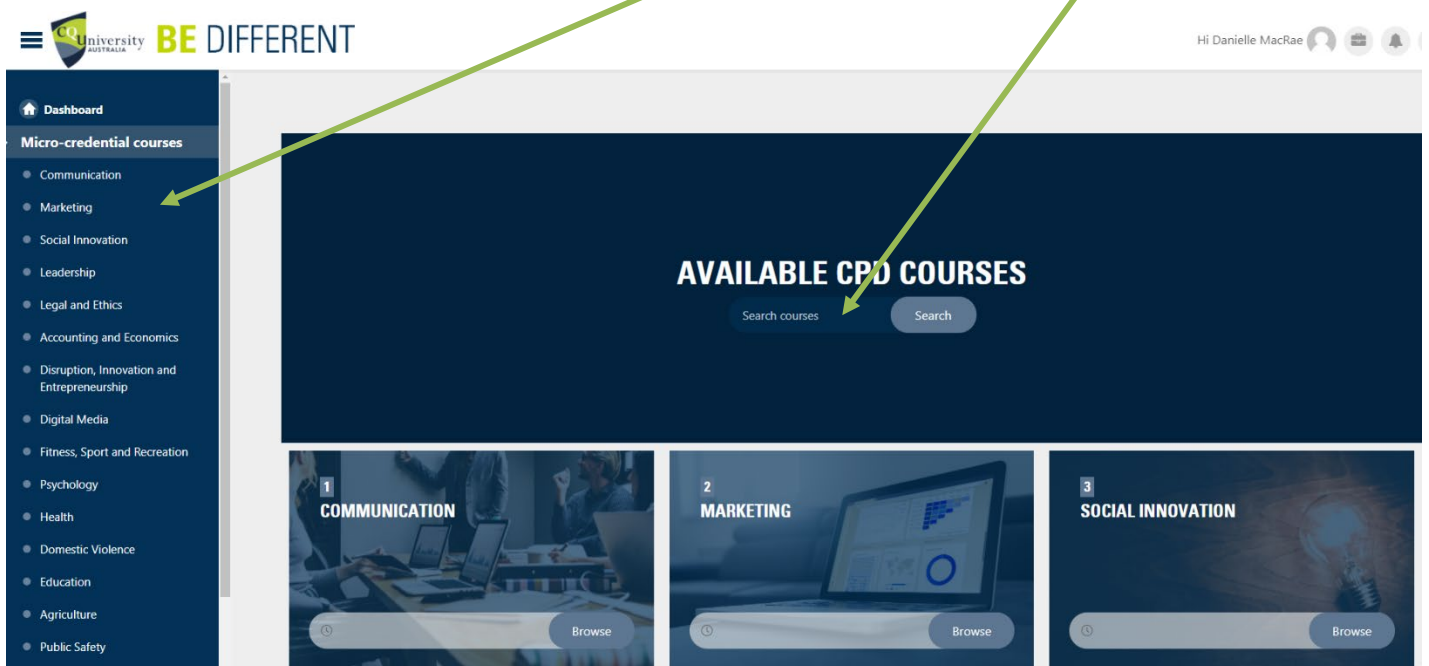 CQUniversity
AUSTRALIA
BE DIFFERENT
Hi Danielle MacRae
Dashboard
Micro-credential courses
Communication
Marketing
Social Innovation
Leadership
Legal and Ethics
Accounting and Economics
Disruption, Innovation and
Entrepreneurship
Digital Media
Fitness, Sport and Recreation
Psychology
Health
Domestic Violence
Education
Agriculture
Public Safety
AVAILABLE CPD COURSES
Search courses
Search
1
COMMUNICATION
Browse
2
MARKETING
Browse
3
SOCIAL INNOVATION
Browse